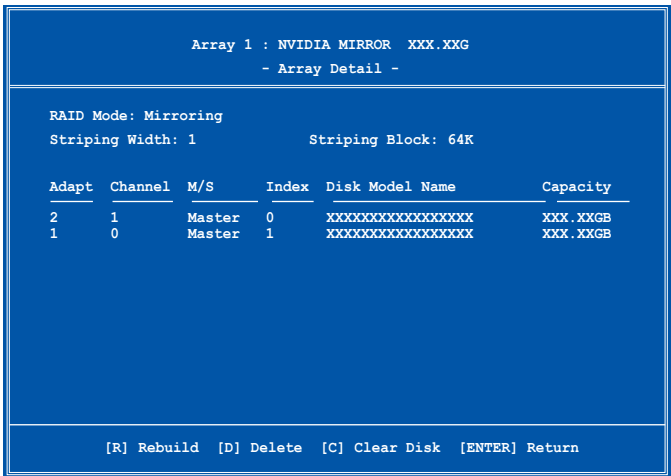 Array 1 : NVIDIA MIRROR XXX.XXG
- Array Detail -
RAID Mode: Mirroring
Striping Width: 1 Striping Block: 64K
Adapt Channel M/S Index Disk Model Name Capacity
2 1 Master 0 XXXXXXXXXXXXXXXXX XXX.XXGB
1 0 Master 1 XXXXXXXXXXXXXXXXX XXX.XXGB
[R] Rebuild [D] Delete [C] Clear Disk [ENTER] Return